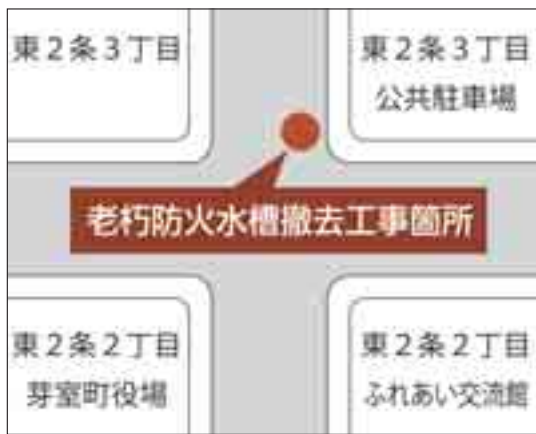 東2条3丁目
東2条3丁目
公共駐車場
老朽防火水槽撤去工事箇所
東2条2丁目
芽室町役場
東2条2丁目
ふれあい交流館